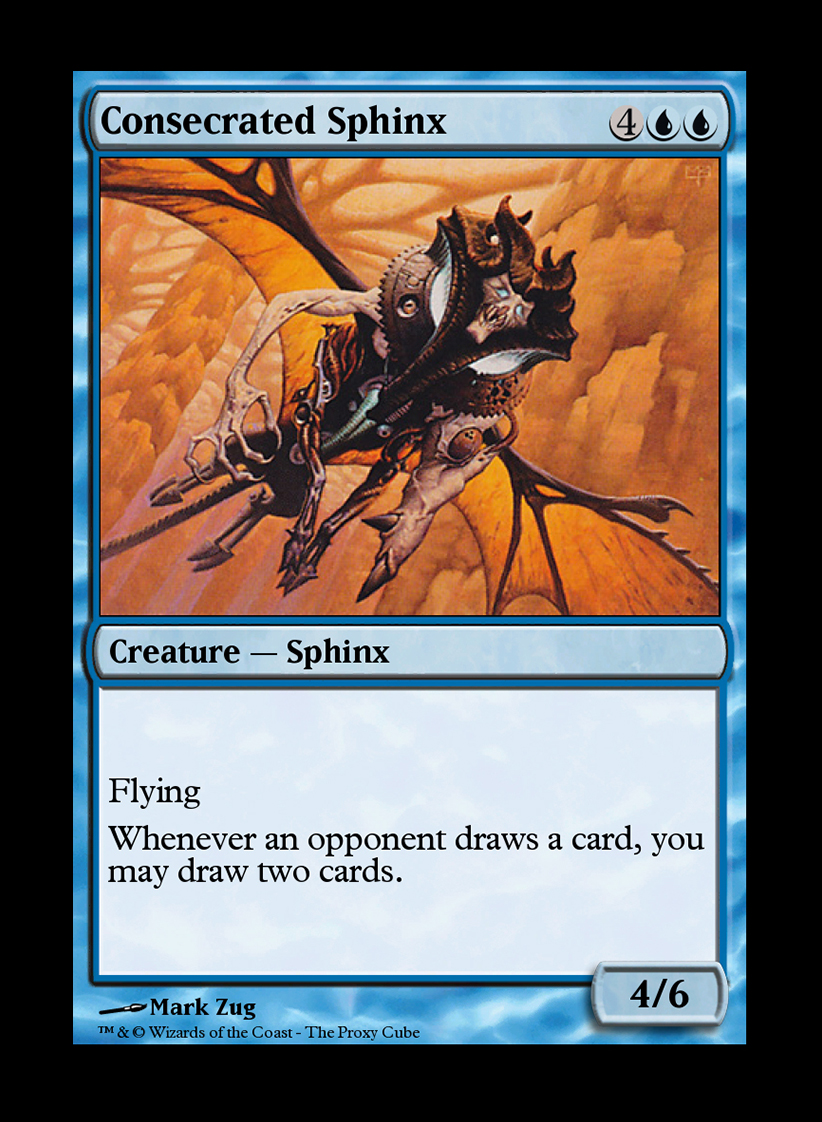 Consecrated Sphinx 4
Creature — Sphinx
Flying
Whenever an opponent draws a card, you
may draw two cards.
4/6
Mark Zug
™ & © Wizards of the Coast - The Proxy Cube